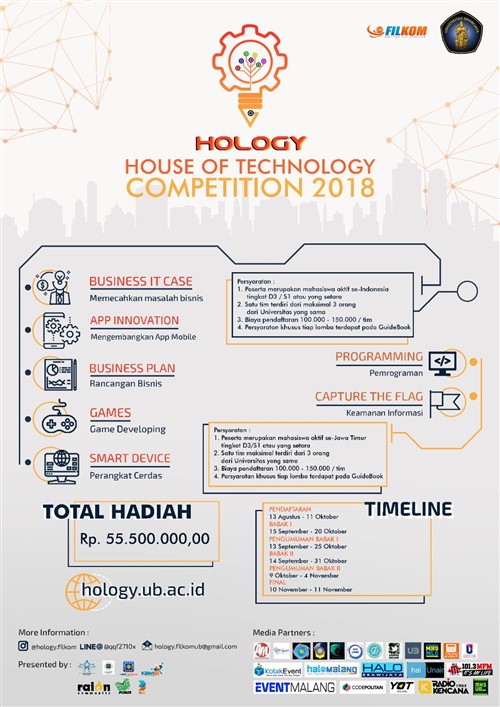 FILKOM
HOLOGY
HOUSE OF TECHNOLOGY
COMPETITION 2018
BUSINESS IT CASE
Memecahkan masalah bisnis
APP INNOVATION
Mengembangkan App Mobile
BUSINESS PLAN
Rancangan Bisnis
GAMES
Game Developing
SMART DEVICE
Perangkat Cerdas
Persyaratan :
1. Peserta merupakan mahasiswa aktif se-Indonesia
tingkat D3 / S1 atau yang setara
2. Satu tim terdiri dari maksimal 3 orang
dari Universitas yang sama
3. Biaya pendaftaran 100.000 - 150.000 / tim
4. Persyaratan khusus tiap lomba terdapat pada GuideBook
PROGRAMMING
Pemrograman
CAPTURE THE FLAG
Keamanan Informasi
Persyaratan :
1. Peserta merupakan mahasiswa aktif se-Jawa Timur
tingkat D3/S1 atau yang setara
2. Satu tim maksimal terdiri dari 3 orang
dari Universitas yang sama
3. Biaya pendaftaran 100.000 - 150.000 / tim
4. Persyaratan khusus tiap lomba terdapat pada GuideBook
TOTAL HADIAH
Rp. 55.500.000,00
hology.ub.ac.id
TIMELINE
PENDAFTARAN
13 Agustus - 11 Oktober
BABAK I
15 September - 20 Oktober
PENGUMUMAN BABAK I
13 September - 25 Oktober
BABAK II
14 September - 31 Oktober
PENGUMUMAN BABAK II
9 Oktober - 4 November
FINAL
10 November - 11 November
More Information :
@hology.filkom LINE@ @qqf2710x hology.filkomub@gmail.com
Presented by :
raion
Media Partners :
KotakEvent halomalang HALO hai Unair 101.3MFM
EVENTMALANG CODEPOLITAN YOT RADIO KENCANA